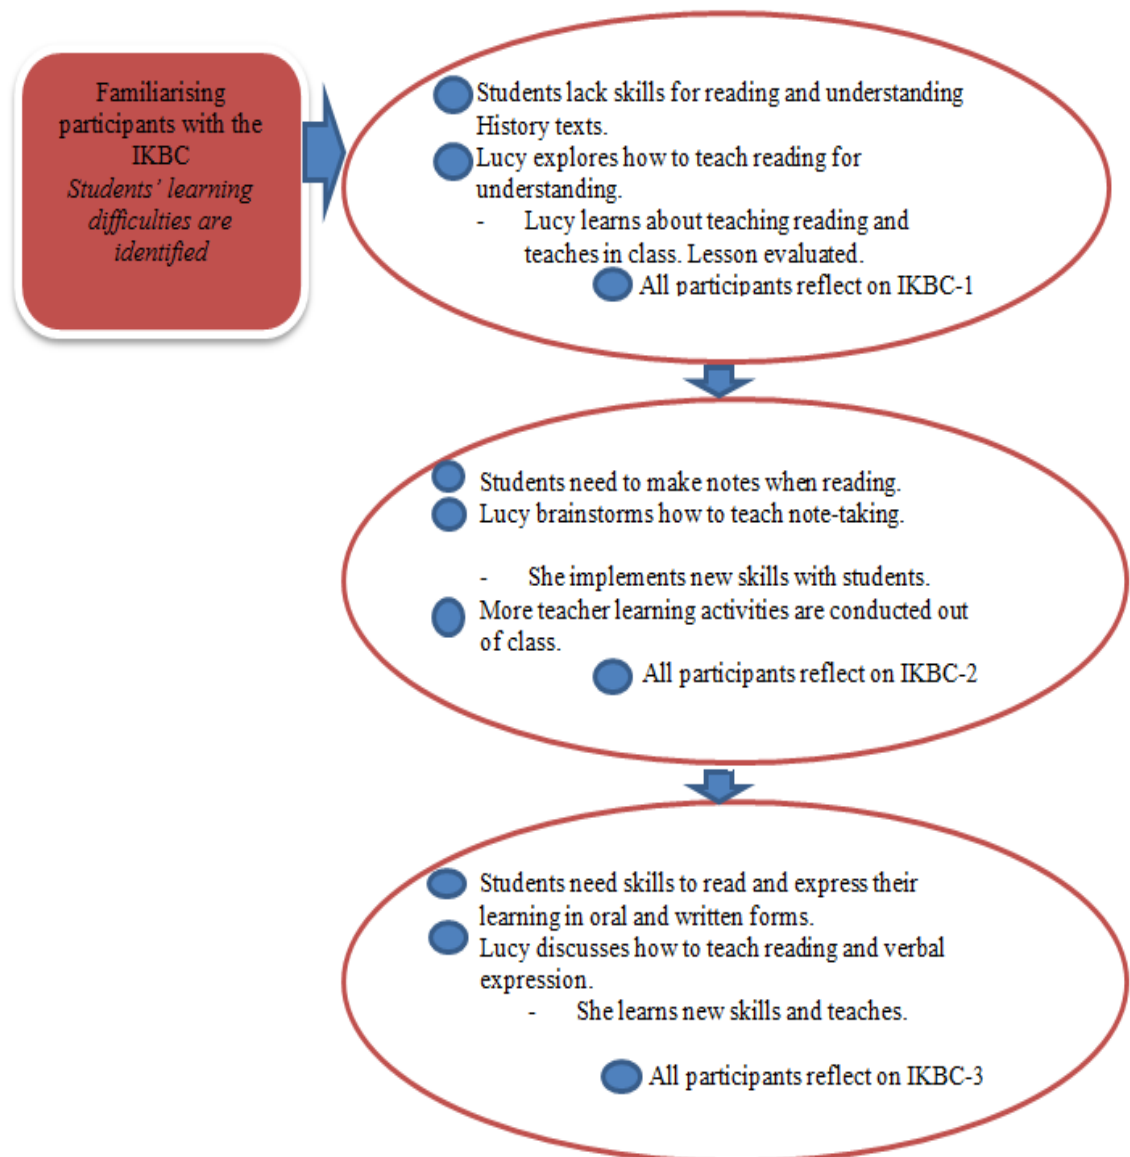 Familiarising
participants with the
IKBC
Students' learning
difficulties are
identified
Students lack skills for reading and understanding
History texts.
Lucy explores how to teach reading for
understanding.
- Lucy learns about teaching reading and
teaches in class. Lesson evaluated.
All participants reflect on IKBC-1
Students need to make notes when reading.
Lucy brainstorms how to teach note-taking.
- She implements new skills with students.
More teacher learning activities are conducted out
of class.
All participants reflect on IKBC-2
Students need skills to read and express their
learning in oral and written forms.
Lucy discusses how to teach reading and verbal
expression.
- She learns new skills and teaches.
All participants reflect on IKBC-3